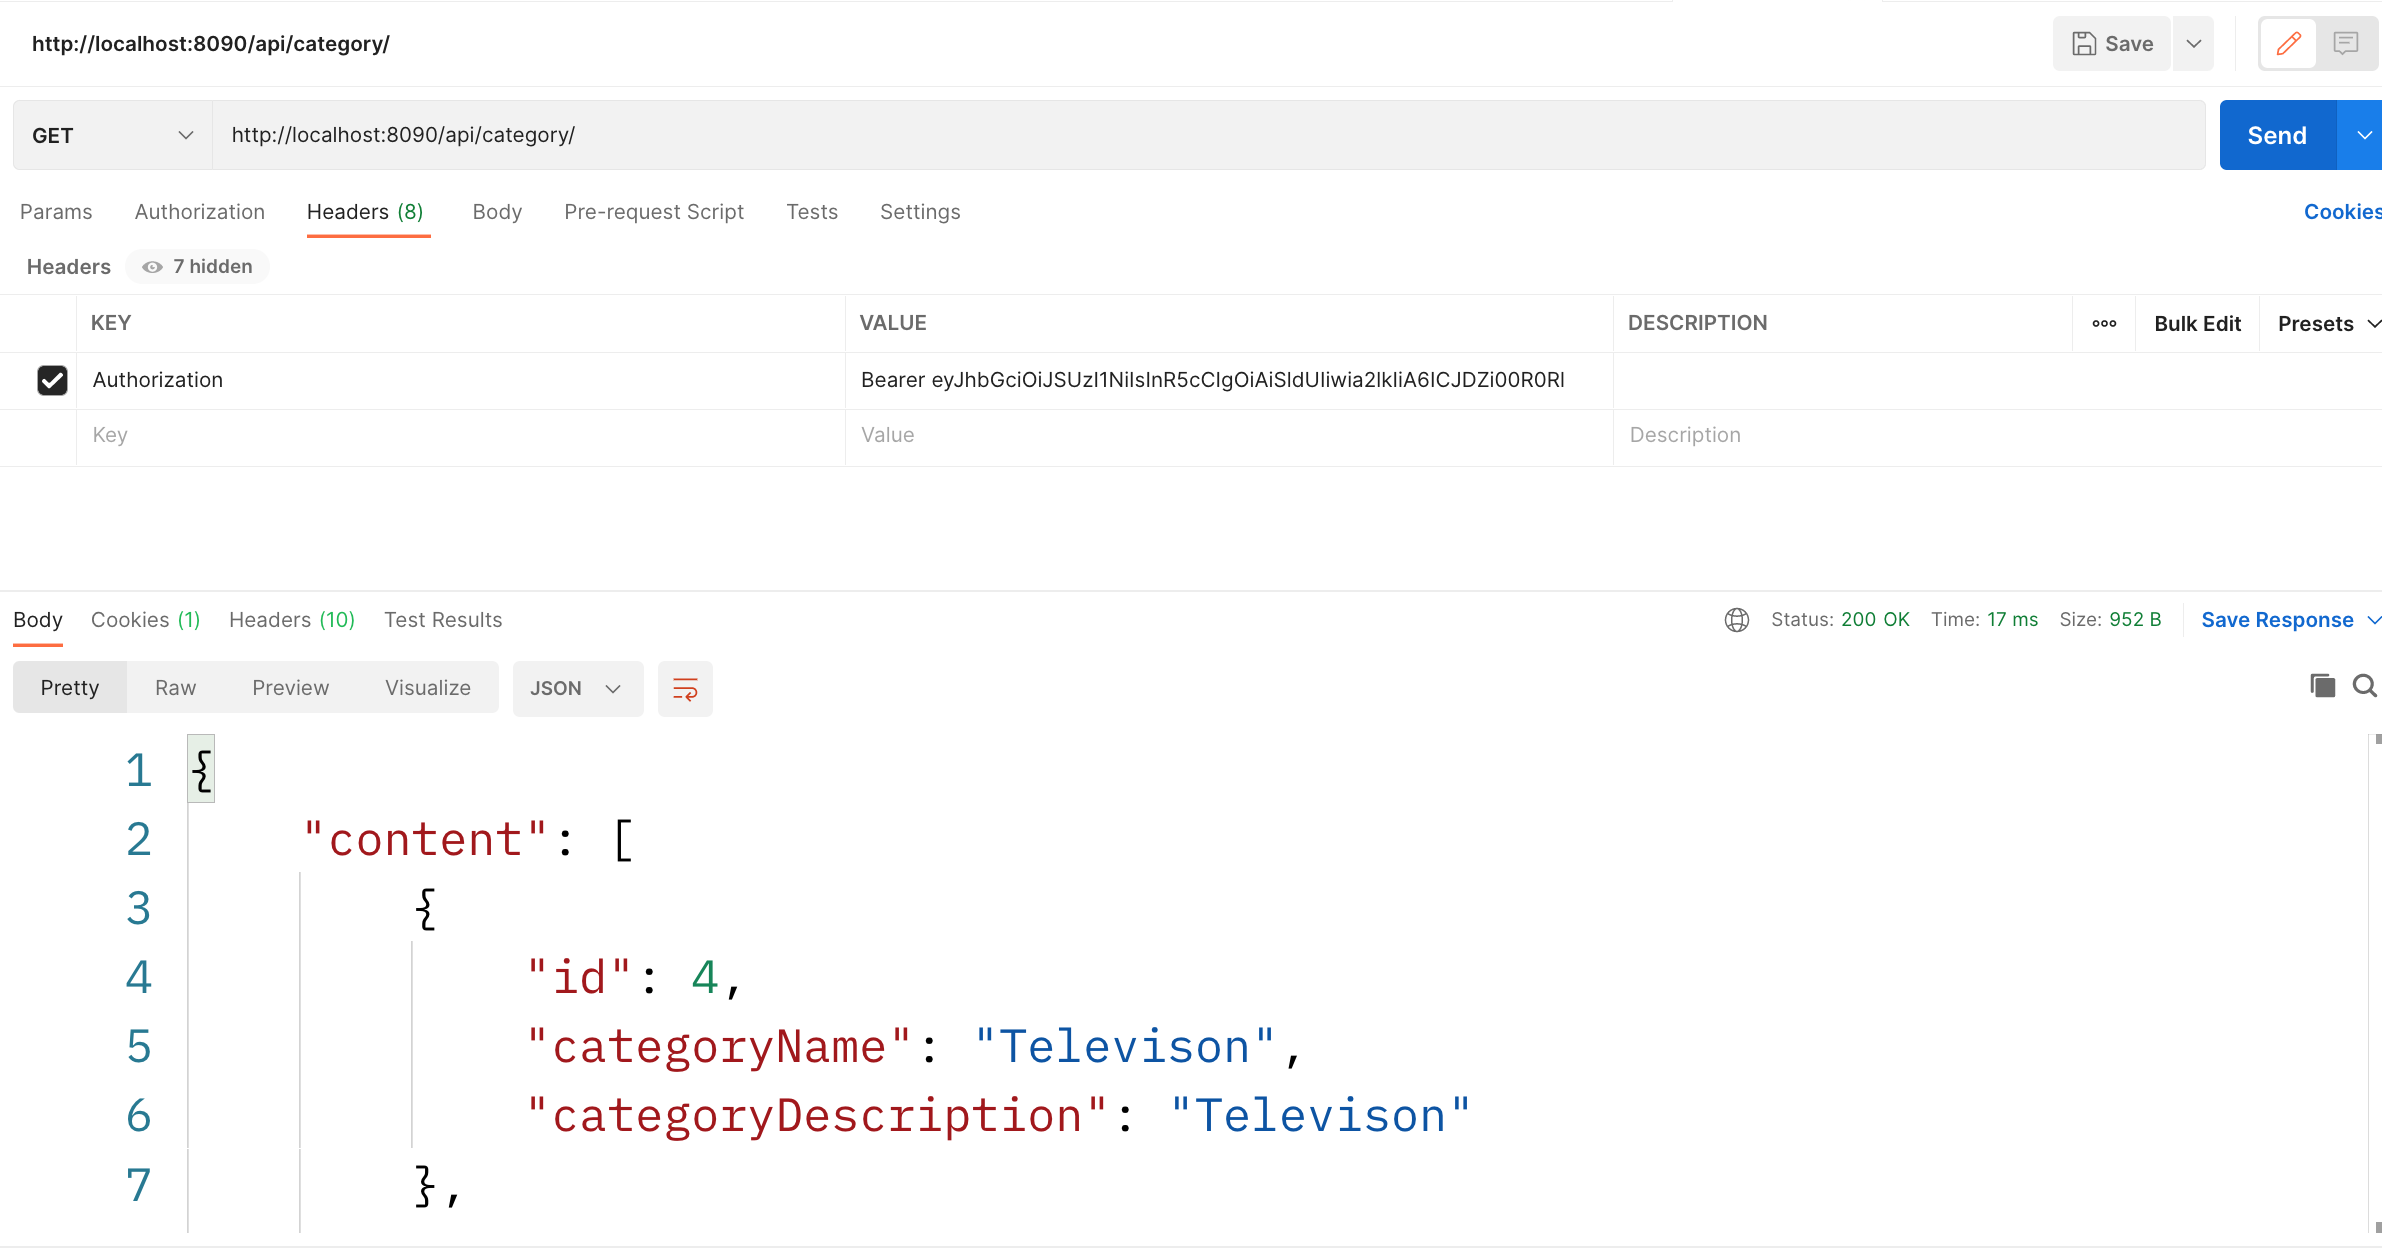 http://localhost:8090/api/category/
Save
GET http://localhost:8090/api/category/ Send
Params Authorization Headers (8) Body Pre-request Script Tests Settings Cookies
Headers 7 hidden
KEY VALUE DESCRIPTION ooo Bulk Edit Presets
Authorization Bearer eyJhbGciOiJSUzI1NiIsInR5cCIgOiAiSldUIiwia2lkIiA6ICJDZi00R0RI
Key Value Description
Body Cookies (1) Headers (10) Test Results Status: 200 OK Time: 17 ms Size: 952 B Save Response
Pretty Raw Preview Visualize JSON
1 {
2 "content": [
3 {
4 "id": 4,
5 "categoryName": "Televison",
6 "categoryDescription": "Televison"
7 },